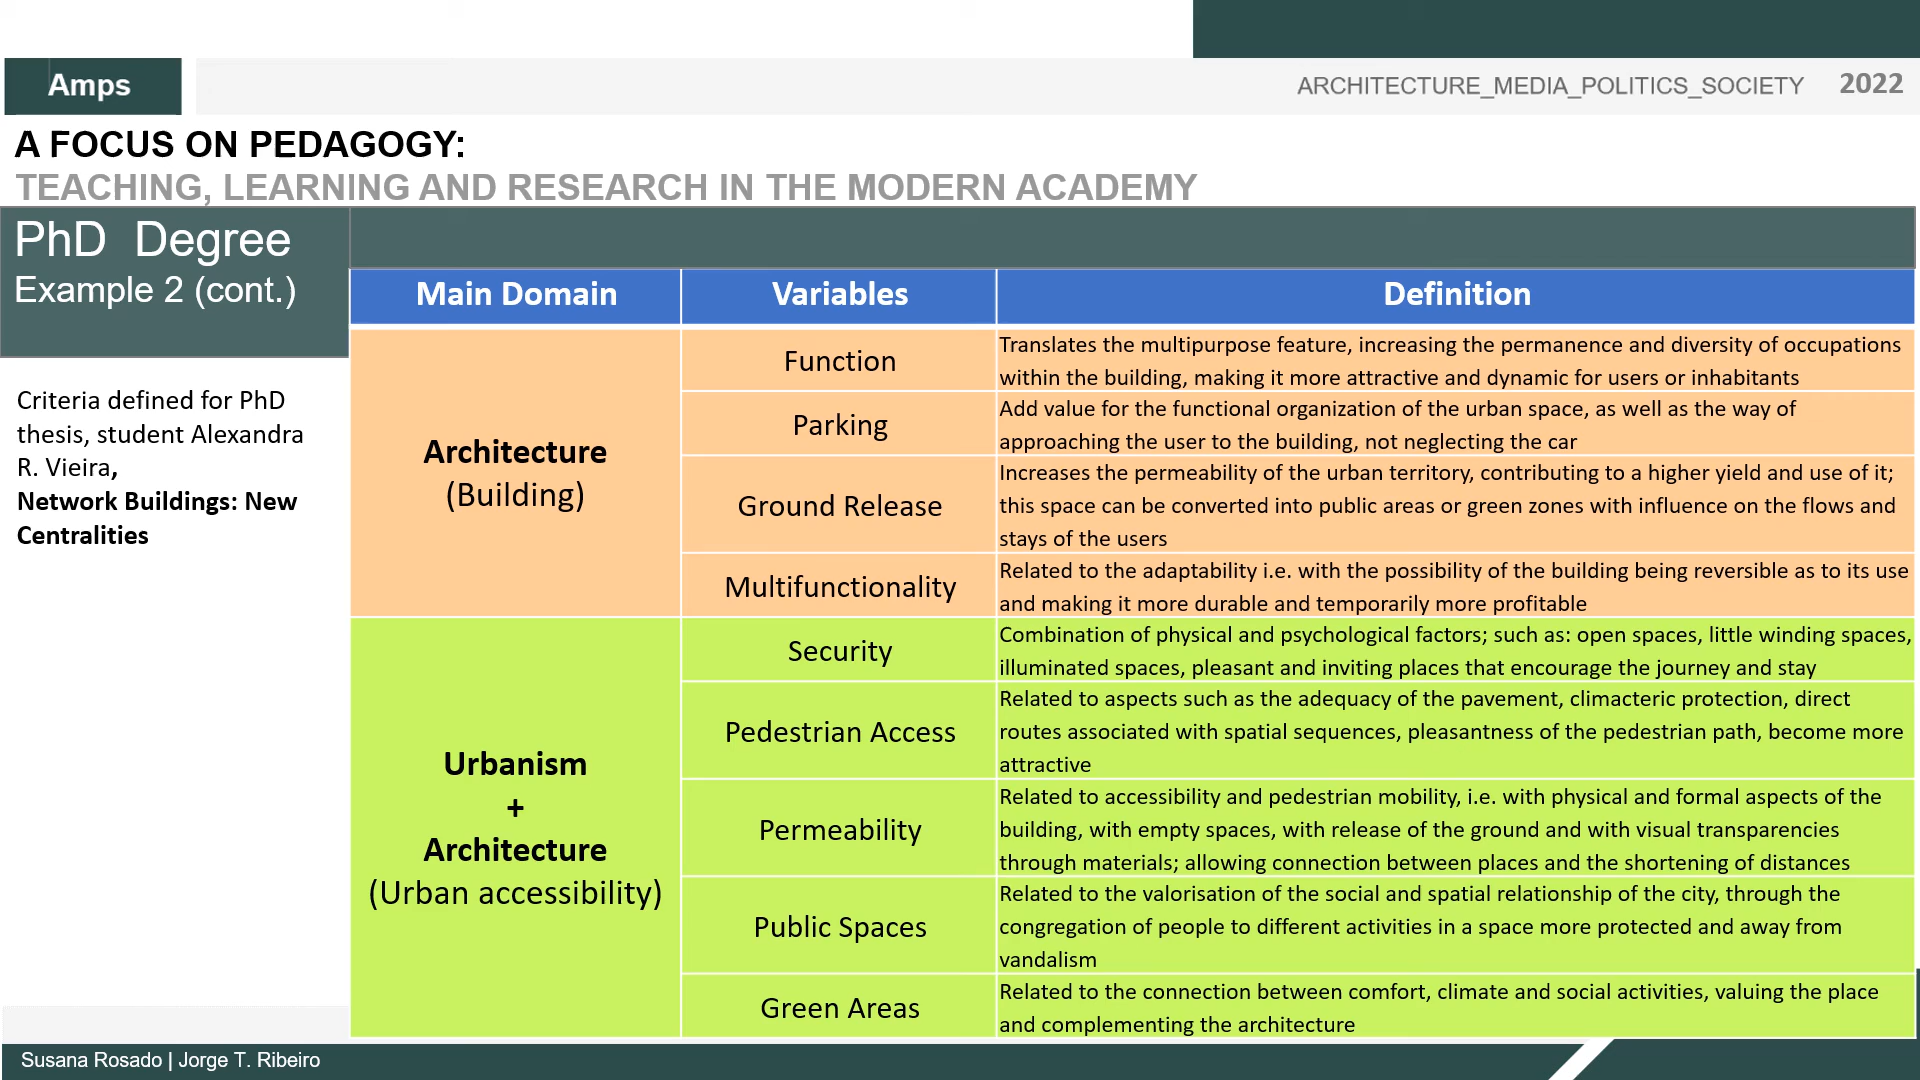 Amps
ARCHITECTURE_MEDIA_POLITICS_SOCIETY 2022
A FOCUS ON PEDAGOGY:
TEACHING, LEARNING AND RESEARCH IN THE MODERN ACADEMY
PhD Degree
Example 2 (cont.)
Criteria defined for PhD
thesis, student Alexandra
R. Vieira,
Network Buildings: New
Centralities
Main Domain
Variables
Definition
Architecture
(Building)
Function
Translates the multipurpose feature, increasing the permanence and diversity of occupations
within the building, making it more attractive and dynamic for users or inhabitants
Parking
Add value for the functional organization of the urban space, as well as the way of
approaching the user to the building, not neglecting the car
Ground Release
Increases the permeability of the urban territory, contributing to a higher yield and use of it;
this space can be converted into public areas or green zones with influence on the flows and
stays of the users
Multifunctionality
Related to the adaptability i.e. with the possibility of the building being reversible as to its use
and making it more durable and temporarily more profitable
Urbanism
+
Architecture
(Urban accessibility)
Security
Combination of physical and psychological factors; such as: open spaces, little winding spaces,
illuminated spaces, pleasant and inviting places that encourage the journey and stay
Pedestrian Access
Related to aspects such as the adequacy of the pavement, climacteric protection, direct
routes associated with spatial sequences, pleasantness of the pedestrian path, become more
attractive
Permeability
Related to accessibility and pedestrian mobility, i.e. with physical and formal aspects of the
building, with empty spaces, with release of the ground and with visual transparencies
through materials; allowing connection between places and the shortening of distances
Public Spaces
Related to the valorisation of the social and spatial relationship of the city, through the
congregation of people to different activities in a space more protected and away from
vandalism
Green Areas
Related to the connection between comfort, climate and social activities, valuing the place
and complementing the architecture
Susana Rosado | Jorge T. Ribeiro